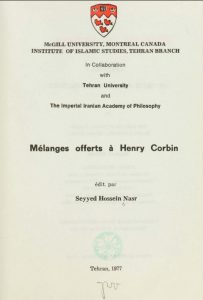 McGILL UNIVERSITY, MONTREAL CANADA
INSTITUTE OF ISLAMIC STUDIES, TEHRAN BRANCH
In Collaboration
with
Tehran University
and
The Imperial Iranian Academy of Philosophy
Mélanges offerts à Henry Corbin
édit. par
Seyyed Hossein Nasr
Tehran, 1977